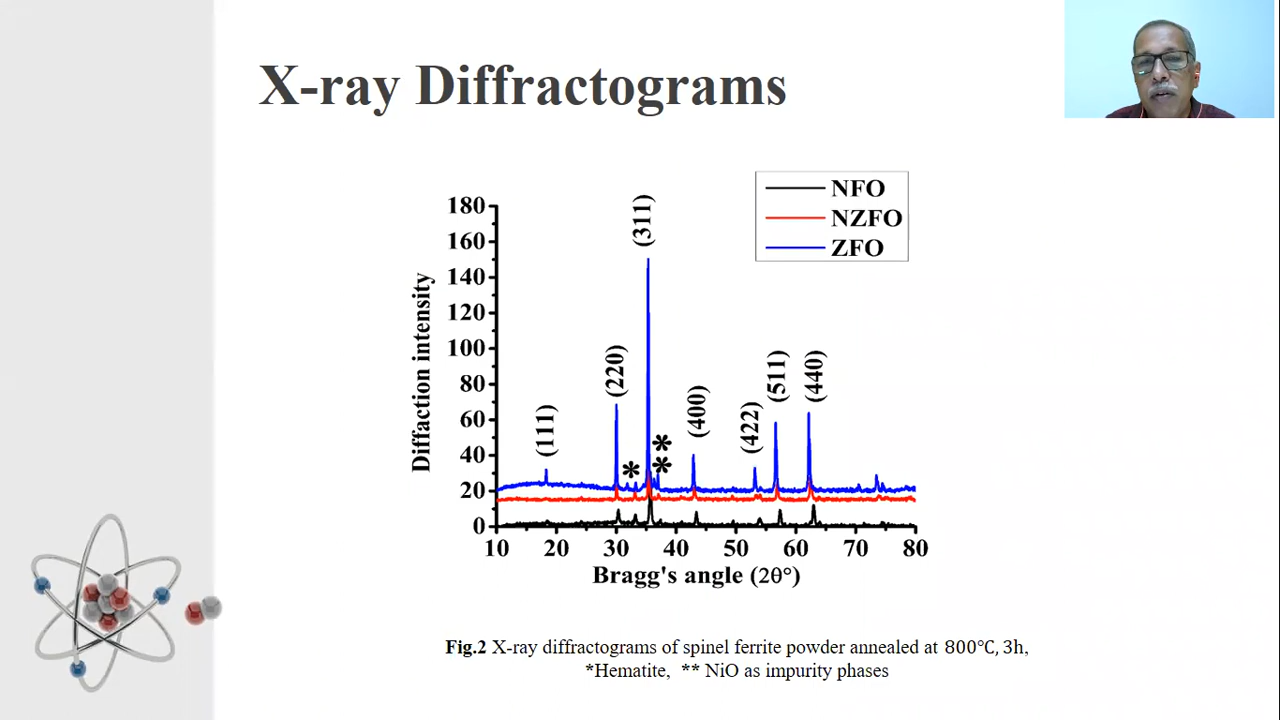 X-ray Diffractograms
NFO
NZFO
ZFO
180
160
140
120
100
80
60
40
20
0
Diffaction intensity
(111)
(220)
*
(311)
*
*
(400)
(422)
(511)
(440)
10 20 30 40 50 60 70 80
Bragg's angle (2θ°)
Fig.2 X-ray diffractograms of spinel ferrite powder annealed at 800°C, 3h,
*Hematite, ** NiO as impurity phases